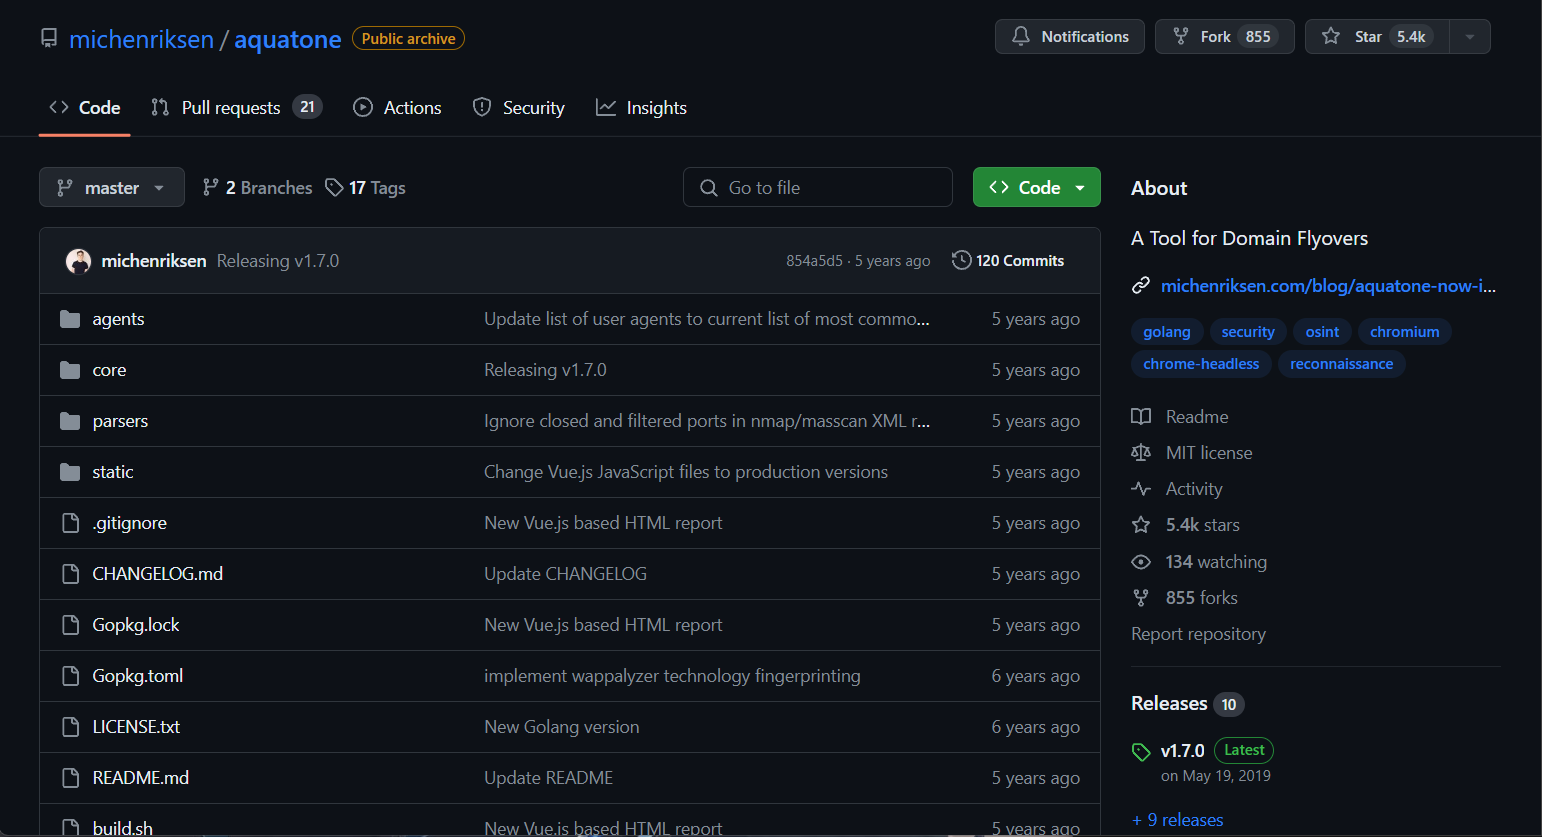 michenriksen / aquatone Public archive
Notifications Fork 855 Star 5.4k
Code Pull requests 21 Actions Security Insights
master 2 Branches 17 Tags Go to file Code
michenriksen Releasing v1.7.0 854a5d5 · 5 years ago 120 Commits
agents Update list of user agents to current list of most commo... 5 years ago
core Releasing v1.7.0 5 years ago
parsers Ignore closed and filtered ports in nmap/masscan XML r... 5 years ago
static Change Vue.js JavaScript files to production versions 5 years ago
.gitignore New Vue.js based HTML report 5 years ago
CHANGELOG.md Update CHANGELOG 5 years ago
Gopkg.lock New Vue.js based HTML report 5 years ago
Gopkg.toml implement wappalyzer technology fingerprinting 6 years ago
LICENSE.txt New Golang version 6 years ago
README.md Update README 5 years ago
build.sh New Vue.js based HTML report 5 years ago
About
A Tool for Domain Flyovers
michenriksen.com/blog/aquatone-now-i...
golang security osint chromium
chrome-headless reconnaissance
Readme
MIT license
Activity
5.4k stars
134 watching
855 forks
Report repository
Releases 10
v1.7.0 Latest
on May 19, 2019
+ 9 releases